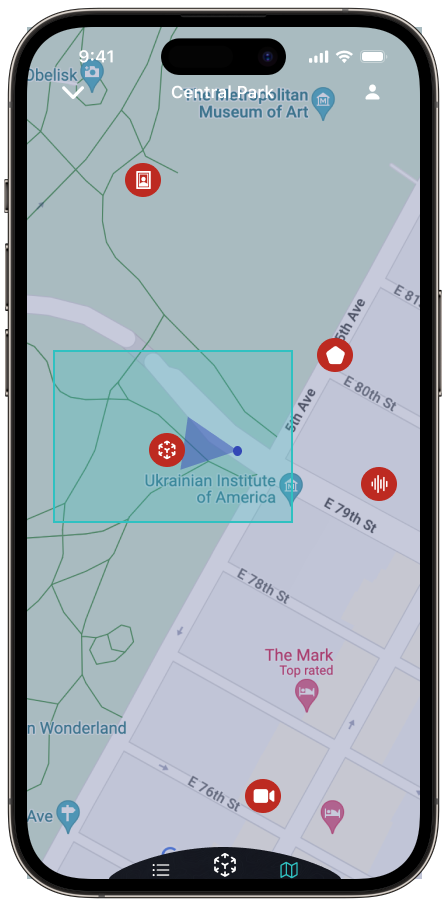 9:41
Obelisk
Central Park
The Metropolitan
Museum of Art
E 81
5th Ave
E 80th St
5th Ave
Ukrainian Institute
of America
E 79th St
E 78th St
The Mark
Top rated
n Wonderland
E 76th St
Ave